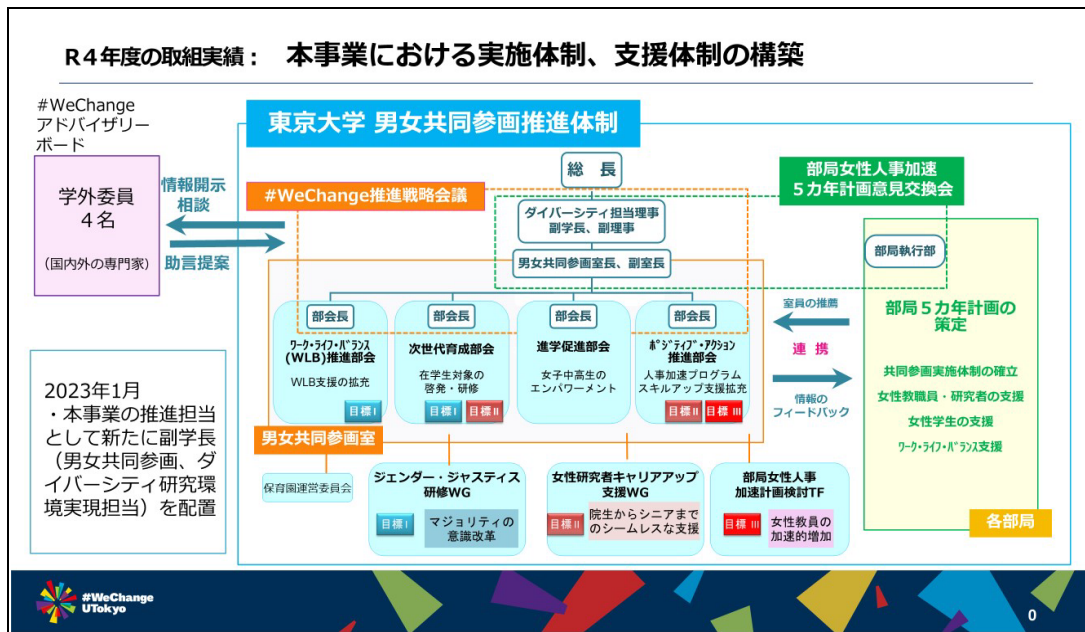 R4年度の取組実績： 本事業における実施体制、支援体制の構築
#WeChange
アドバイザリー
ボード
学外委員
4名
(国内外の専門家)
情報開示
相談
助言提案
東京大学 男女共同参画推進体制
#WeChange推進戦略会議
総 長
ダイバーシティ担当理事
副学長、副理事
男女共同参画室長、副室長
部局女性人事加速
5カ年計画意見交換会
部局執行部
部会長
ﾜｰｸ・ﾗｲﾌ・ﾊﾞﾗﾝｽ
(WLB)推進部会
WLB支援の拡充
目標Ⅰ
部会長
次世代育成部会
在学生対象の
啓発・研修
目標Ⅰ 目標Ⅱ
部会長
進学促進部会
女子中高生の
エンパワーメント
部会長
ﾎﾟｼﾞﾃｨﾌﾞ・ｱｸｼｮﾝ
推進部会
人事加速プログラム
スキルアップ支援拡充
目標Ⅱ 目標Ⅲ
男女共同参画室
保育園運営委員会
ジェンダー・ジャスティス
研修WG
目標Ⅰ
マジョリティの
意識改革
女性研究者キャリアアップ
支援WG
目標Ⅱ
院生からシニアまで
のシームレスな支援
部局女性人事
加速計画検討TF
目標Ⅲ
女性教員の
加速的増加
室員の推薦
連 携
情報の
フィードバック
部局5カ年計画の
策定
共同参画実施体制の確立
女性教職員・研究者の支援
女性学生の支援
ﾜｰｸ・ﾗｲﾌ・ﾊﾞﾗﾝｽ支援
各部局
2023年1月
・本事業の推進担当
として新たに副学長
（男女共同参画、ダ
イバーシティ研究環
境実現担当）を配置
#WeChange
UTokyo
0